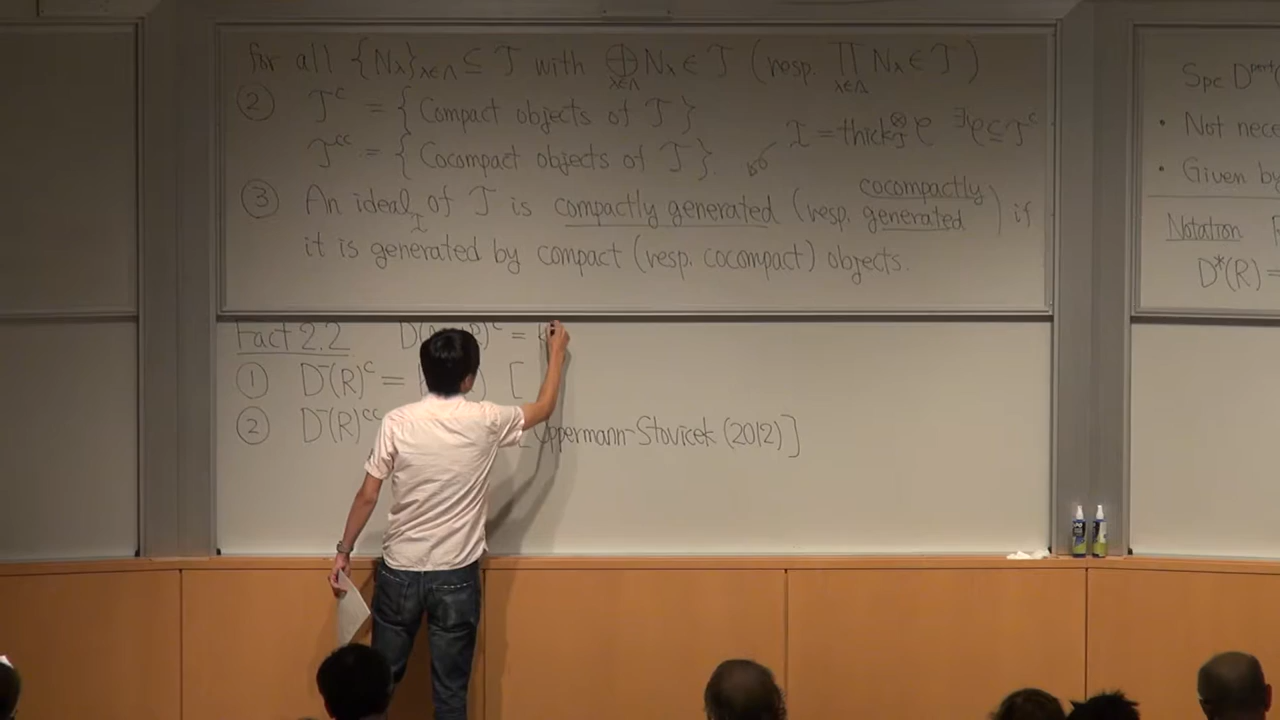 for all {N_λ}_{λ∈Λ} ⊆ 𝒯 with ⊕_{λ∈Λ} N_λ ∈ 𝒯 (resp. ∏_{λ∈Λ} N_λ ∈ 𝒯)
② 𝒯^c = { Compact objects of 𝒯 }
𝒯^cc = { Cocompact objects of 𝒯 }.
I = thick^⊗_𝒯 C ∃C ⊆ 𝒯^c
③ An ideal I of 𝒯 is compactly generated (resp. cocompactly generated) if
it is generated by compact (resp. cocompact) objects.
Fact 2.2 D( R)^c =
① D⁻(R)^c = [
② D⁻(R)^cc [Oppermann-Stovicek (2012)]
Spc D^perf(
• Not nece
• Given by
Notation
D*(R) =